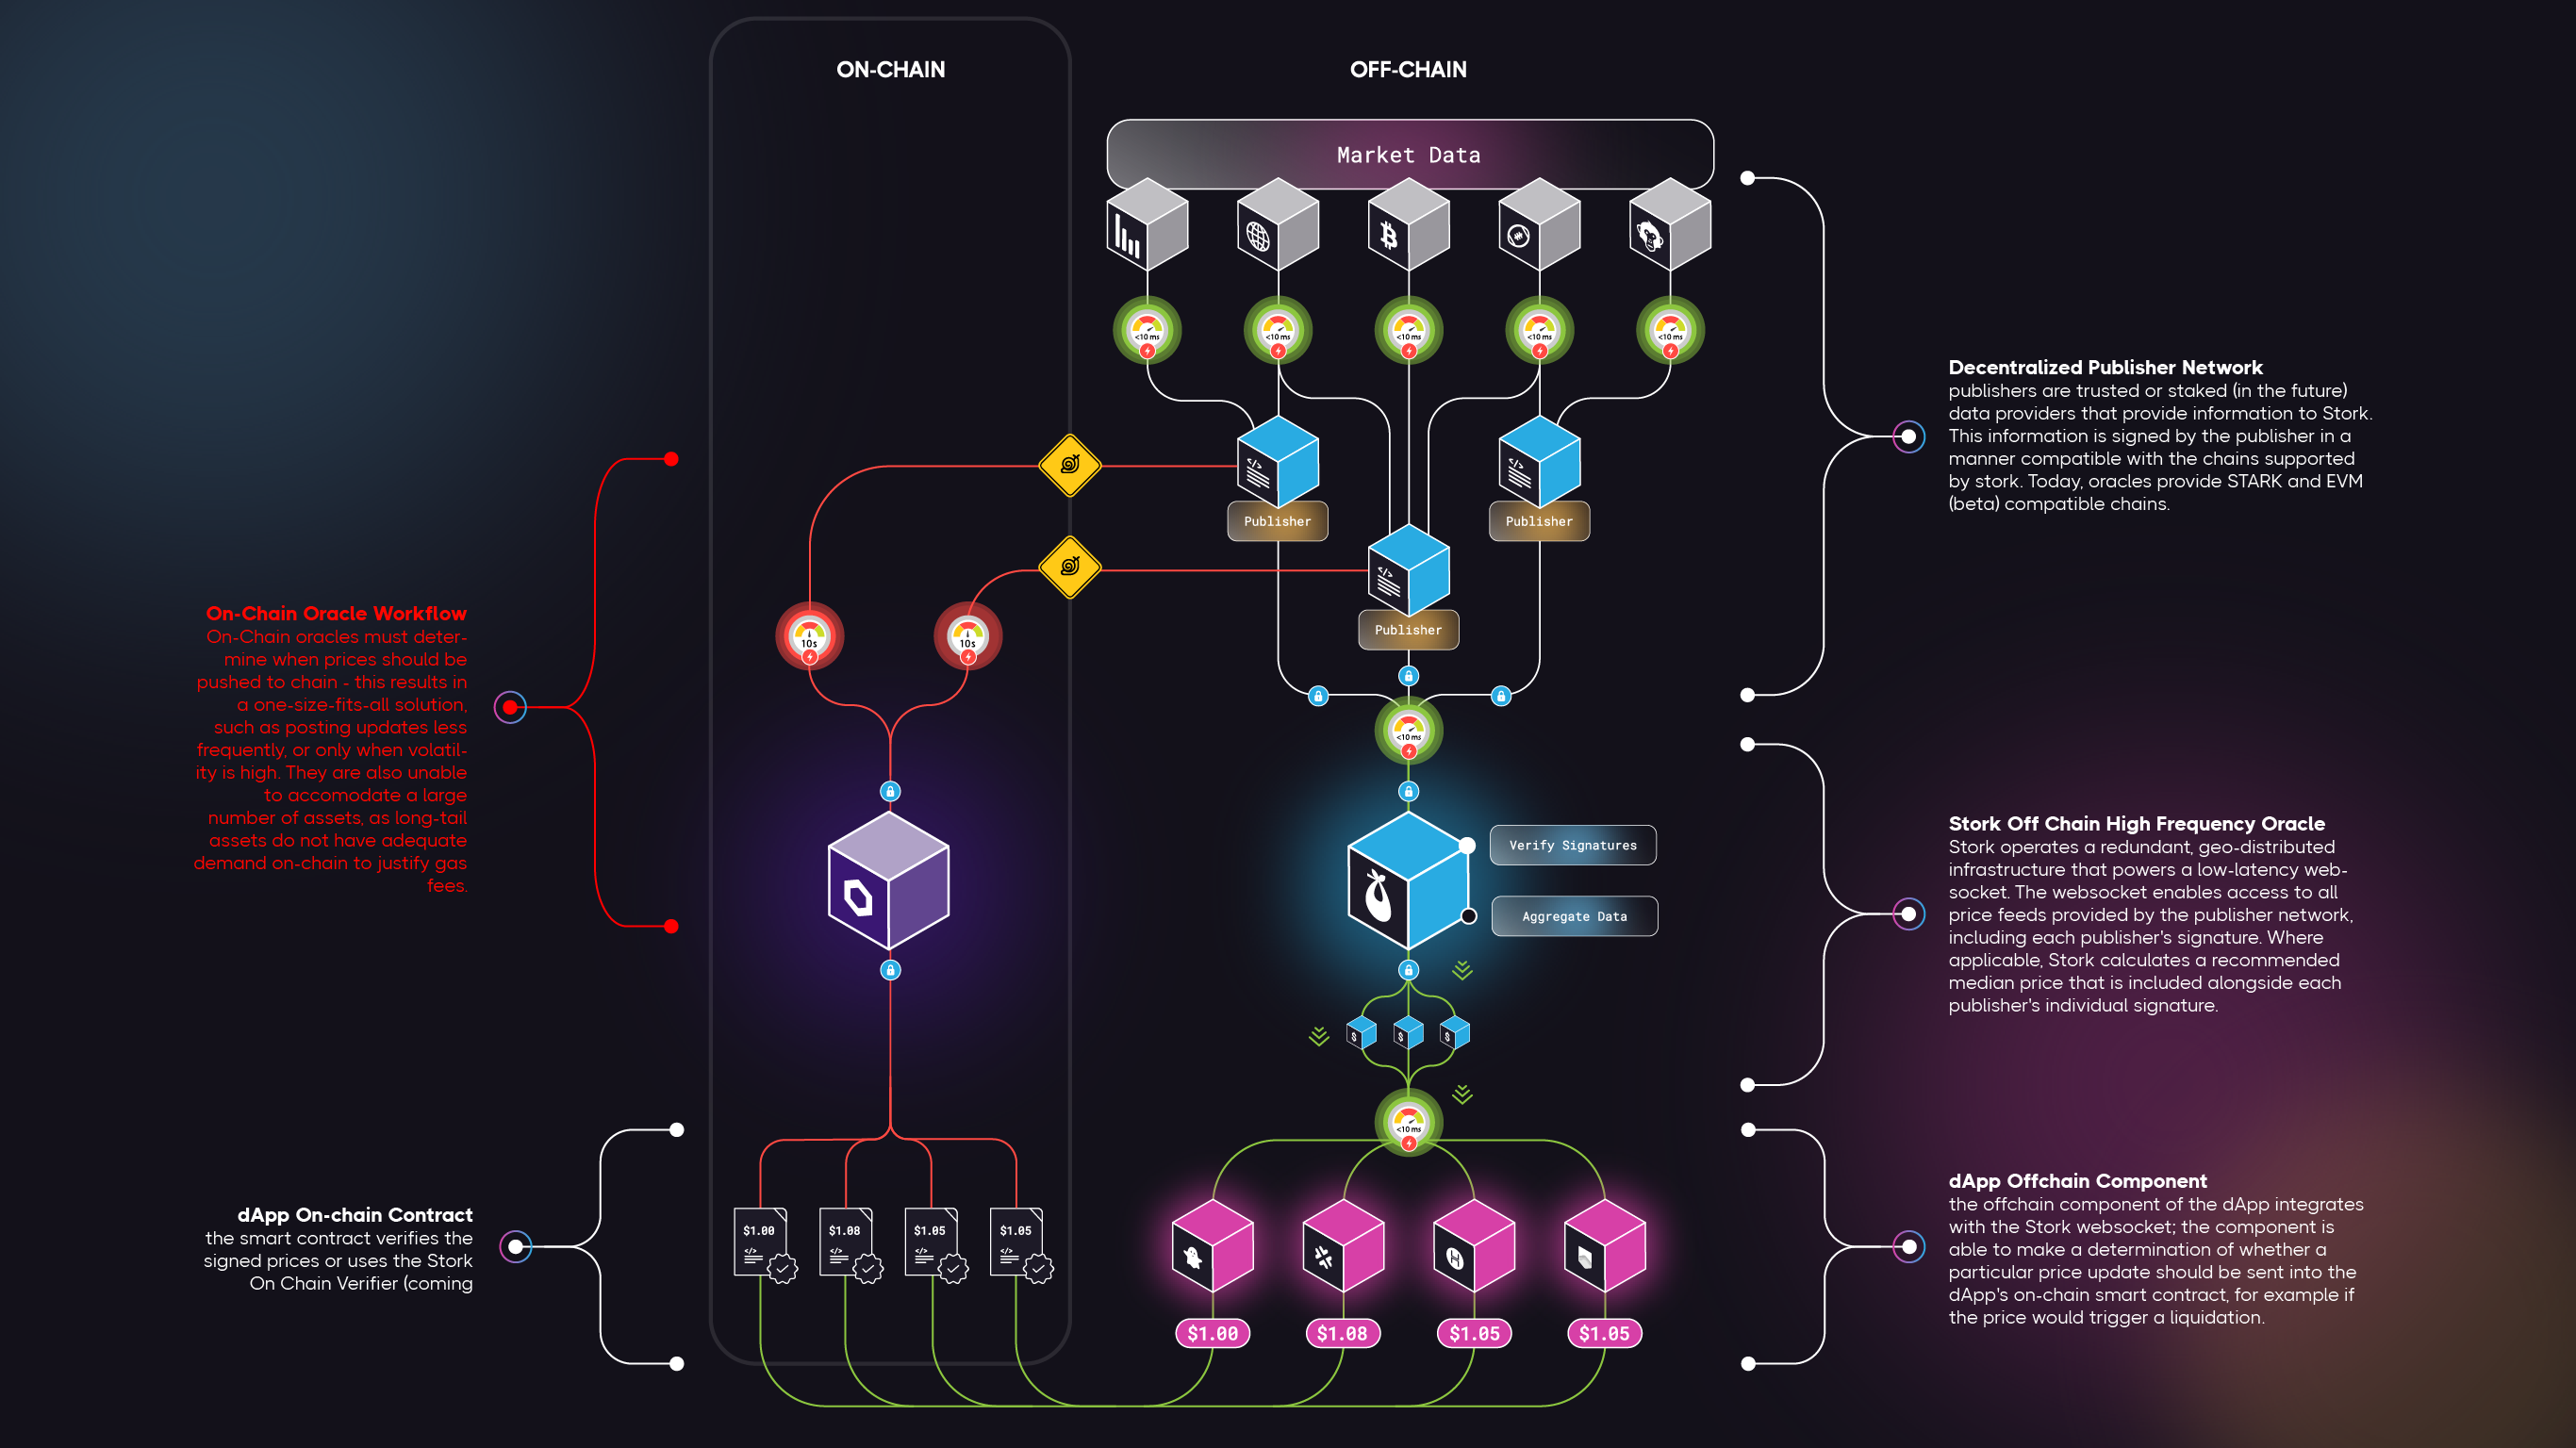 ON-CHAIN
OFF-CHAIN
Market Data
<10 ms
<10 ms
<10 ms
<10 ms
<10 ms
Publisher
Publisher
Publisher
10s
10s
<10 ms
Verify Signatures
Aggregate Data
<10 ms
$1.00
$1.08
$1.05
$1.05
</>
</>
</>
</>
$1.00
$1.08
$1.05
$1.05
On-Chain Oracle Workflow
On-Chain oracles must deter-
mine when prices should be
pushed to chain - this results in
a one-size-fits-all solution,
such as posting updates less
frequently, or only when volatil-
ity is high. They are also unable
to accomodate a large
number of assets, as long-tail
assets do not have adequate
demand on-chain to justify gas
fees.
dApp On-chain Contract
the smart contract verifies the
signed prices or uses the Stork
On Chain Verifier (coming
Decentralized Publisher Network
publishers are trusted or staked (in the future)
data providers that provide information to Stork.
This information is signed by the publisher in a
manner compatible with the chains supported
by stork. Today, oracles provide STARK and EVM
(beta) compatible chains.
Stork Off Chain High Frequency Oracle
Stork operates a redundant, geo-distributed
infrastructure that powers a low-latency web-
socket. The websocket enables access to all
price feeds provided by the publisher network,
including each publisher's signature. Where
applicable, Stork calculates a recommended
median price that is included alongside each
publisher's individual signature.
dApp Offchain Component
the offchain component of the dApp integrates
with the Stork websocket; the component is
able to make a determination of whether a
particular price update should be sent into the
dApp's on-chain smart contract, for example if
the price would trigger a liquidation.